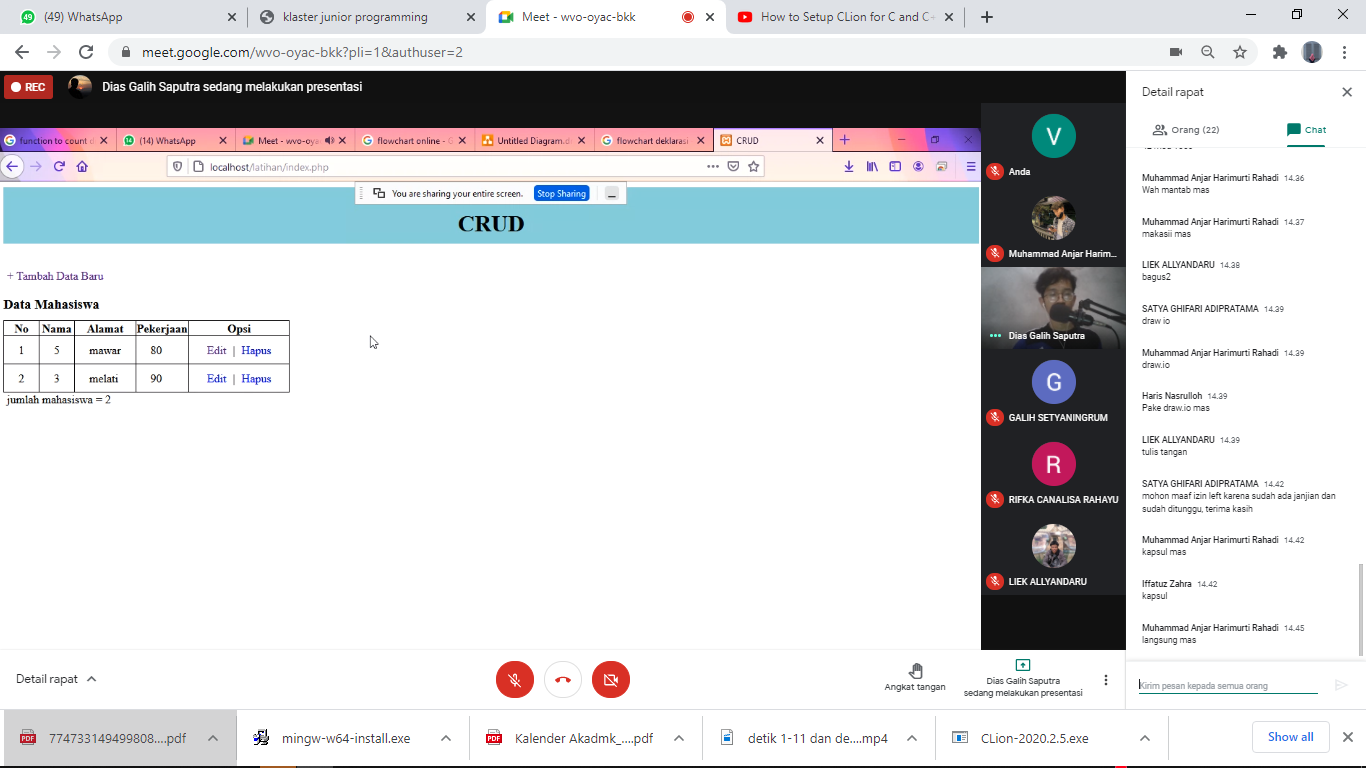 (49) WhatsApp
klaster junior programming
Meet - wvo-oyac-bkk
How to Setup CLion for C and C+
meet.google.com/wvo-oyac-bkk?pli=1&authuser=2
REC
Dias Galih Saputra sedang melakukan presentasi
function to count
(14) WhatsApp
Meet - wvo-oya
flowchart online - G
Untitled Diagram.d
flowchart deklarasi
CRUD
localhost/latihan/index.php
You are sharing your entire screen.
Stop Sharing
CRUD
+ Tambah Data Baru
Data Mahasiswa
No Nama Alamat Pekerjaan Opsi
1 5 mawar 80 Edit | Hapus
2 3 melati 90 Edit | Hapus
jumlah mahasiswa = 2
V
Anda
Muhammad Anjar Harim...
Dias Galih Saputra
G
GALIH SETYANINGRUM
R
RIFKA CANALISA RAHAYU
LIEK ALLYANDARU
Detail rapat
Orang (22)
Chat
Muhammad Anjar Harimurti Rahadi 14.36
Wah mantab mas
Muhammad Anjar Harimurti Rahadi 14.37
makasii mas
LIEK ALLYANDARU 14.38
bagus2
SATYA GHIFARI ADIPRATAMA 14.39
draw io
Muhammad Anjar Harimurti Rahadi 14.39
draw.io
Haris Nasrulloh 14.39
Pake draw.io mas
LIEK ALLYANDARU 14.39
tulis tangan
SATYA GHIFARI ADIPRATAMA 14.42
mohon maaf izin left karena sudah ada janjian dan
sudah ditunggu, terima kasih
Muhammad Anjar Harimurti Rahadi 14.42
kapsul mas
Iffatuz Zahra 14.42
kapsul
Muhammad Anjar Harimurti Rahadi 14.45
langsung mas
Kirim pesan kepada semua orang
Detail rapat
Angkat tangan
Dias Galih Saputra
sedang melakukan presentasi
774733149499808....pdf
mingw-w64-install.exe
Kalender Akadmk_....pdf
detik 1-11 dan de....mp4
CLion-2020.2.5.exe
Show all